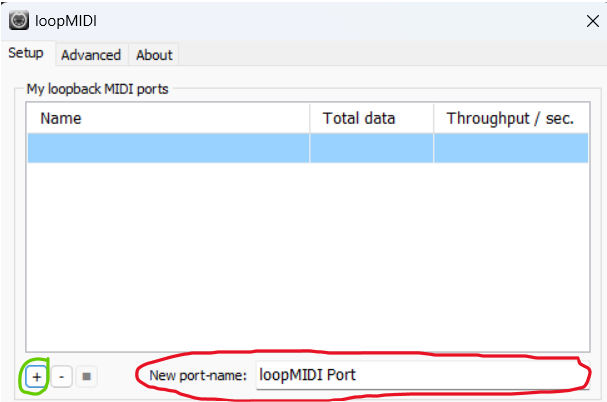 loopMIDI
Setup Advanced About
My loopback MIDI ports
Name Total data Throughput / sec.
+ - New port-name: loopMIDI Port